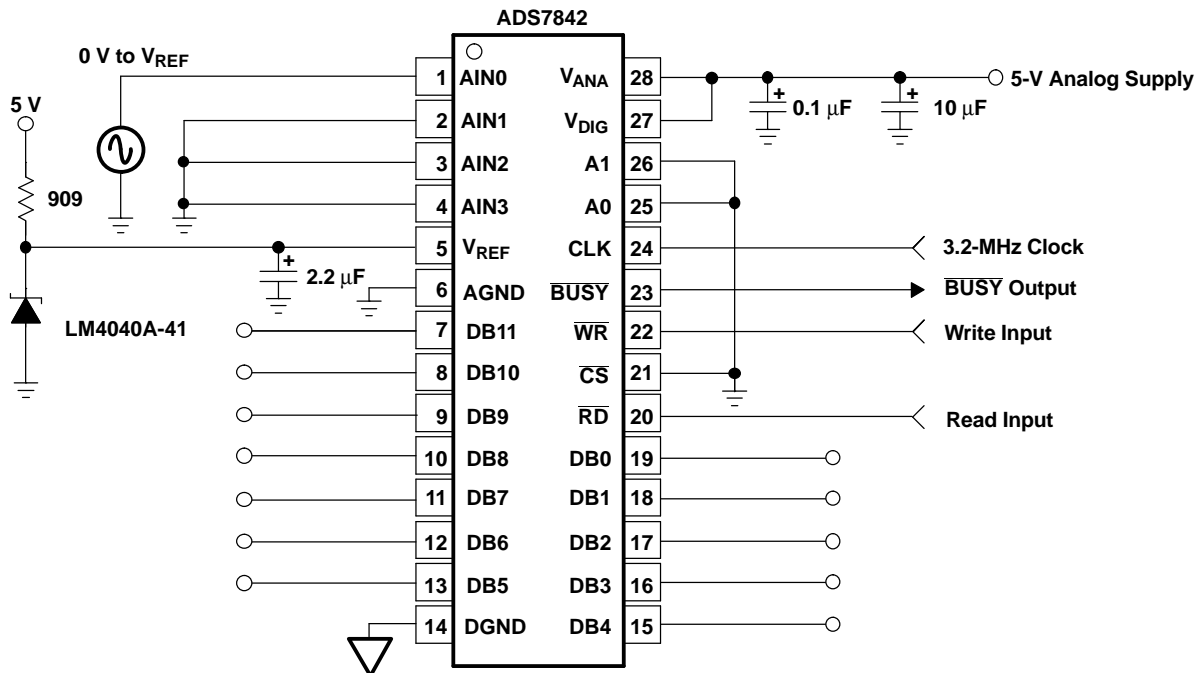 ADS7842
0 V to VREF
5 V
909
LM4040A-41
2.2 μF
1 AIN0
2 AIN1
3 AIN2
4 AIN3
5 VREF
6 AGND
7 DB11
8 DB10
9 DB9
10 DB8
11 DB7
12 DB6
13 DB5
14 DGND
VANA 28
VDIG 27
A1 26
A0 25
CLK 24
BUSY 23
WR 22
CS 21
RD 20
DB0 19
DB1 18
DB2 17
DB3 16
DB4 15
+
+
+
0.1 μF
10 μF
5-V Analog Supply
3.2-MHz Clock
BUSY Output
Write Input
Read Input